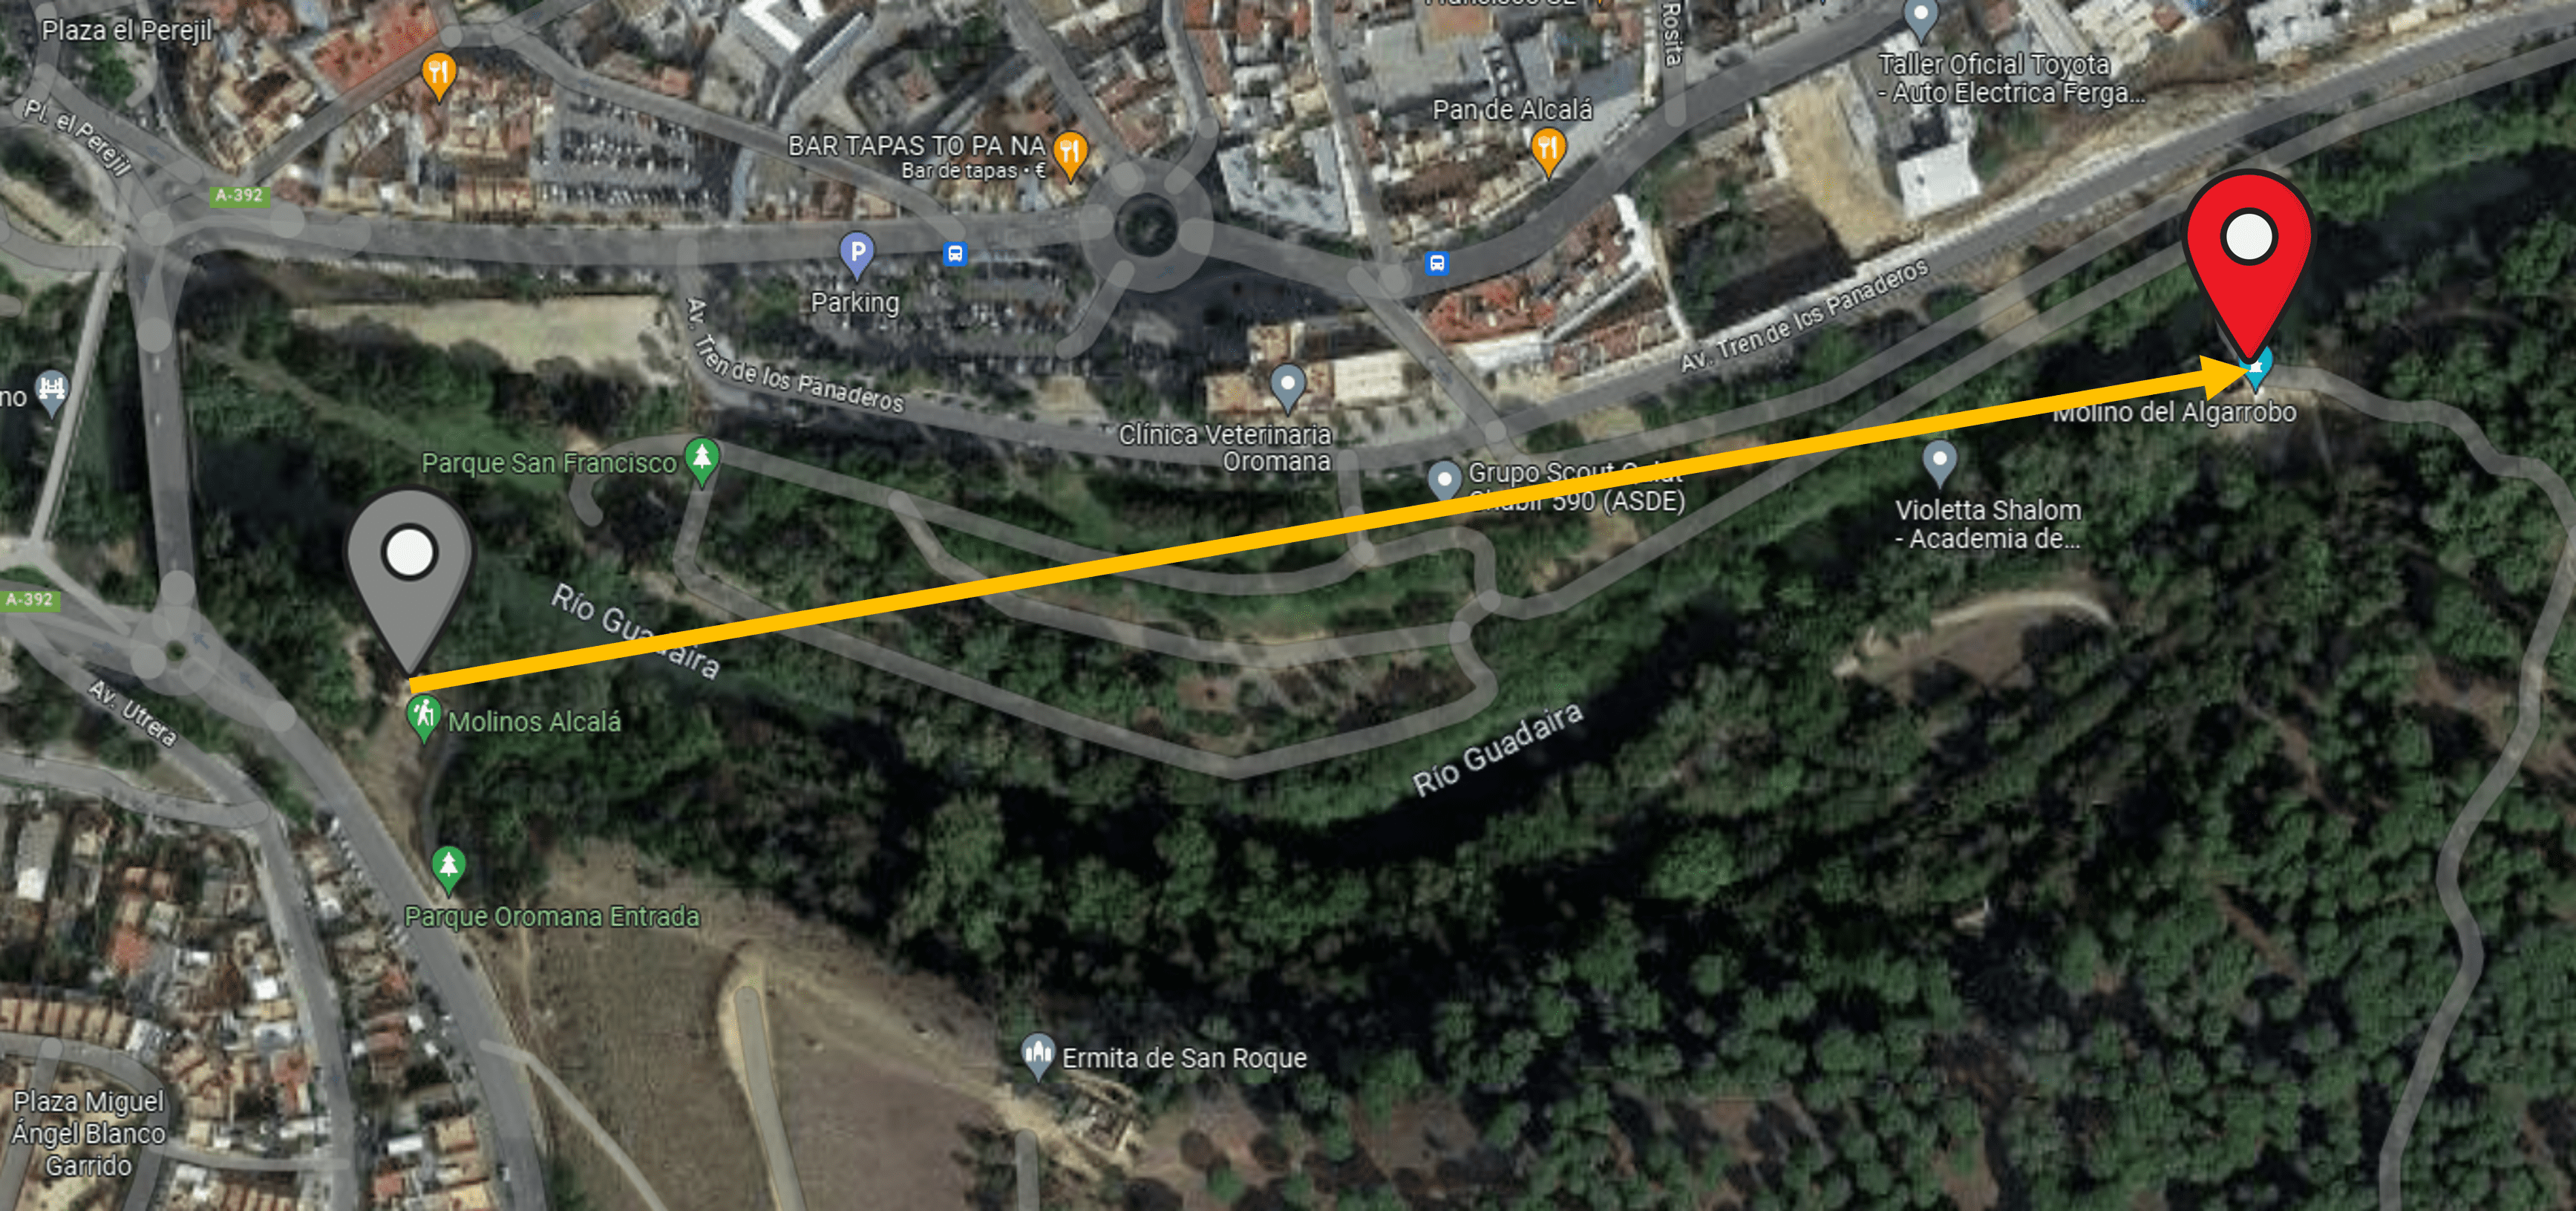 Plaza el Perejil
Pl. el Perejil
A-392
BAR TAPAS TO PA NA
Bar de tapas • €
Pan de Alcalá
Rosita
Taller Oficial Toyota
- Auto Electrica Ferga...
P
Parking
Av. Tren de los Panaderos
Av. Tren de los Panaderos
no
Clínica Veterinaria
Oromana
Parque San Francisco
Grupo Scout
590 (ASDE)
Molino del Algarrobo
Violetta Shalom
- Academia de...
A-392
Río Guadaira
Av. Utrera
Molinos Alcalá
Río Guadaira
Parque Oromana Entrada
Ermita de San Roque
Plaza Miguel
Ángel Blanco
Garrido